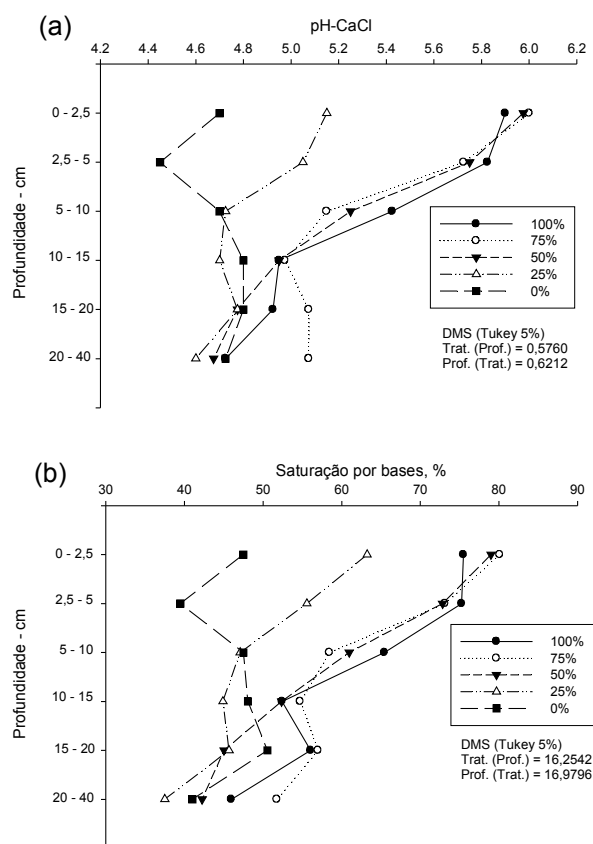 (a)
pH-CaCl
4.2 4.4 4.6 4.8 5.0 5.2 5.4 5.6 5.8 6.0 6.2
Profundidade - cm
0 - 2,5
2,5 - 5
5 - 10
10 - 15
15 - 20
20 - 40
100%
75%
50%
25%
0%
DMS (Tukey 5%)
Trat. (Prof.) = 0,5760
Prof. (Trat.) = 0,6212
(b)
Saturação por bases, %
30 40 50 60 70 80 90
Profundidade - cm
0 - 2,5
2,5 - 5
5 - 10
10 - 15
15 - 20
20 - 40
100%
75%
50%
25%
0%
DMS (Tukey 5%)
Trat. (Prof.) = 16,2542
Prof. (Trat.) = 16,9796